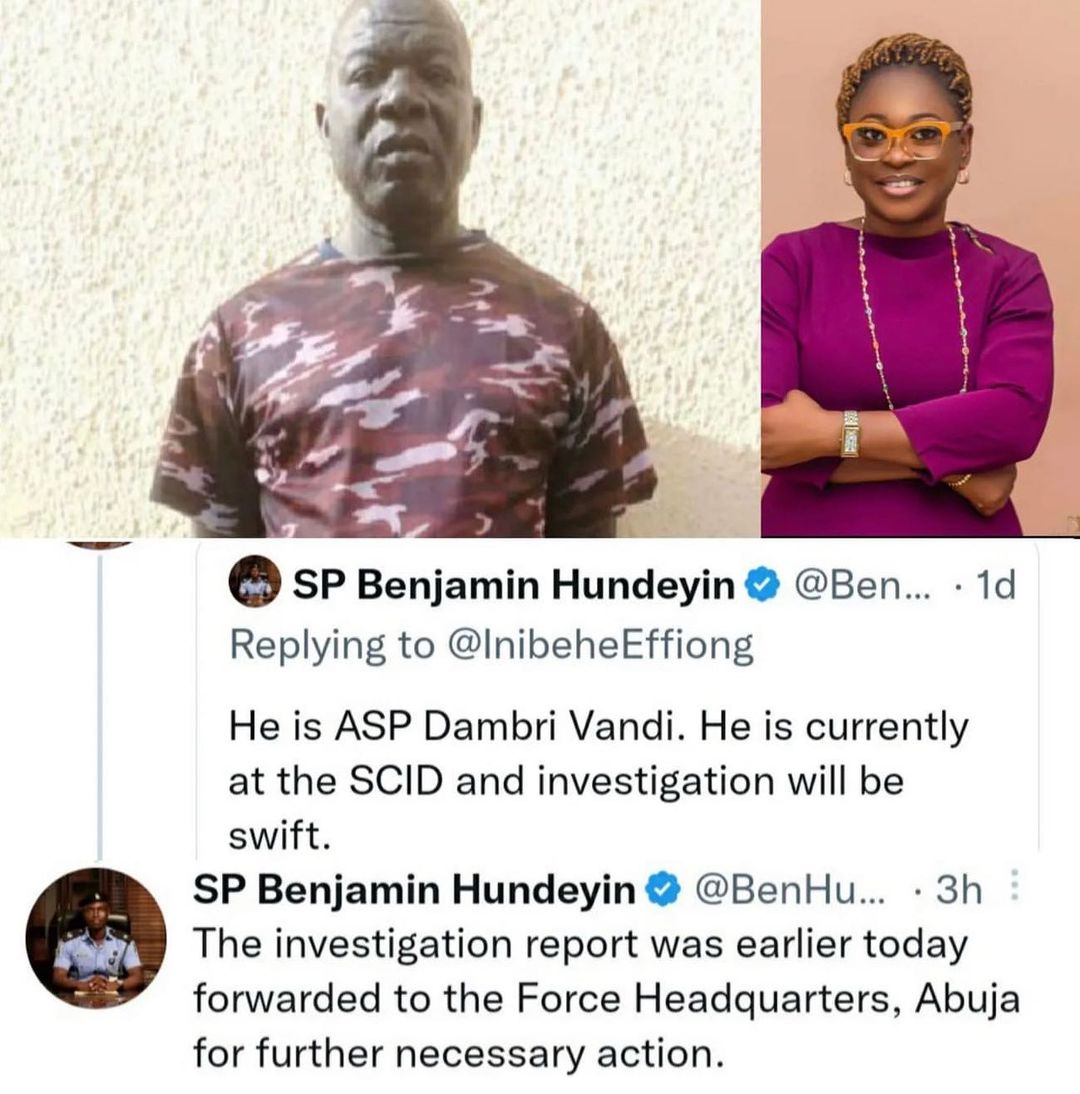 SP Benjamin Hundeyin @Ben... · 1d
Replying to @InibeheEffiong
He is ASP Dambri Vandi. He is currently
at the SCID and investigation will be
swift.
SP Benjamin Hundeyin @BenHu... · 3h
The investigation report was earlier today
forwarded to the Force Headquarters, Abuja
for further necessary action.